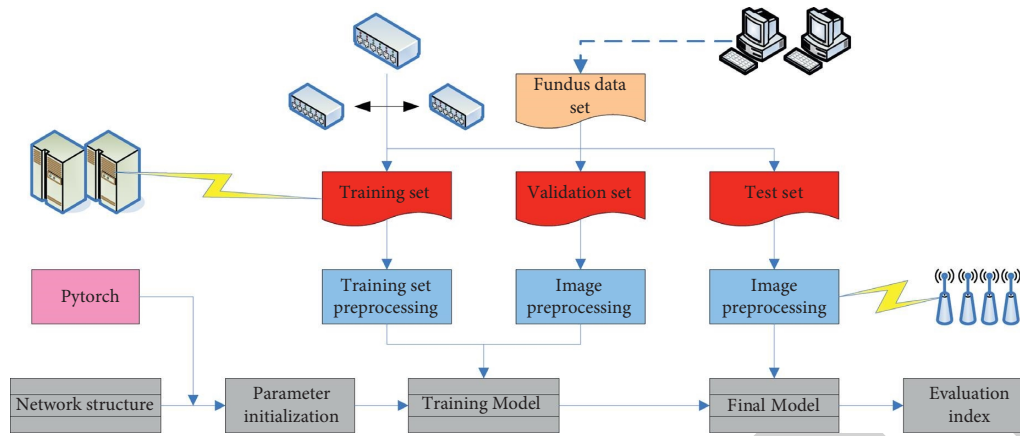 Fundus data
set
Training set
Validation set
Test set
Pytorch
Training set
preprocessing
Image
preprocessing
Image
preprocessing
Network structure
Parameter
initialization
Training Model
Final Model
Evaluation
index